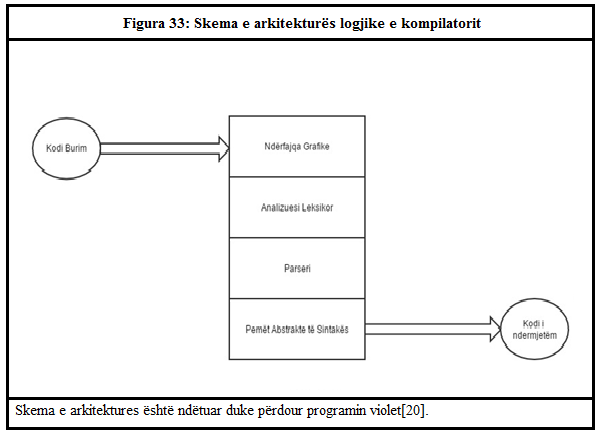 Figura 33: Skema e arkitekturës logjike e kompilatorit
Kodi Burim
Ndërfaqja Grafike
Analizuesi Leksikor
Parseri
Pemët Abstrakte të Sintakës
Kodi i
ndermjetëm
Skema e arkitektures është ndëtuar duke përdour programin violet[20].